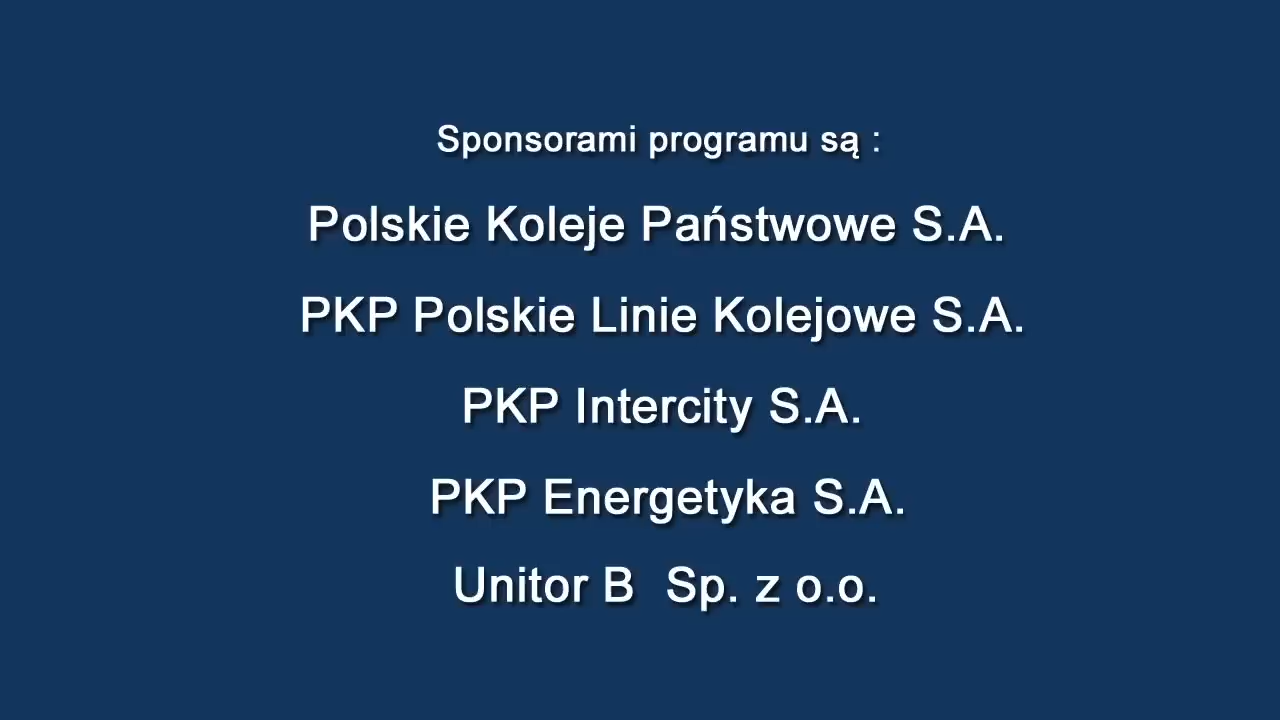 Sponsorami programu są :
Polskie Koleje Państwowe S.A.
PKP Polskie Linie Kolejowe S.A.
PKP Intercity S.A.
PKP Energetyka S.A.
Unitor B  Sp. z o.o.